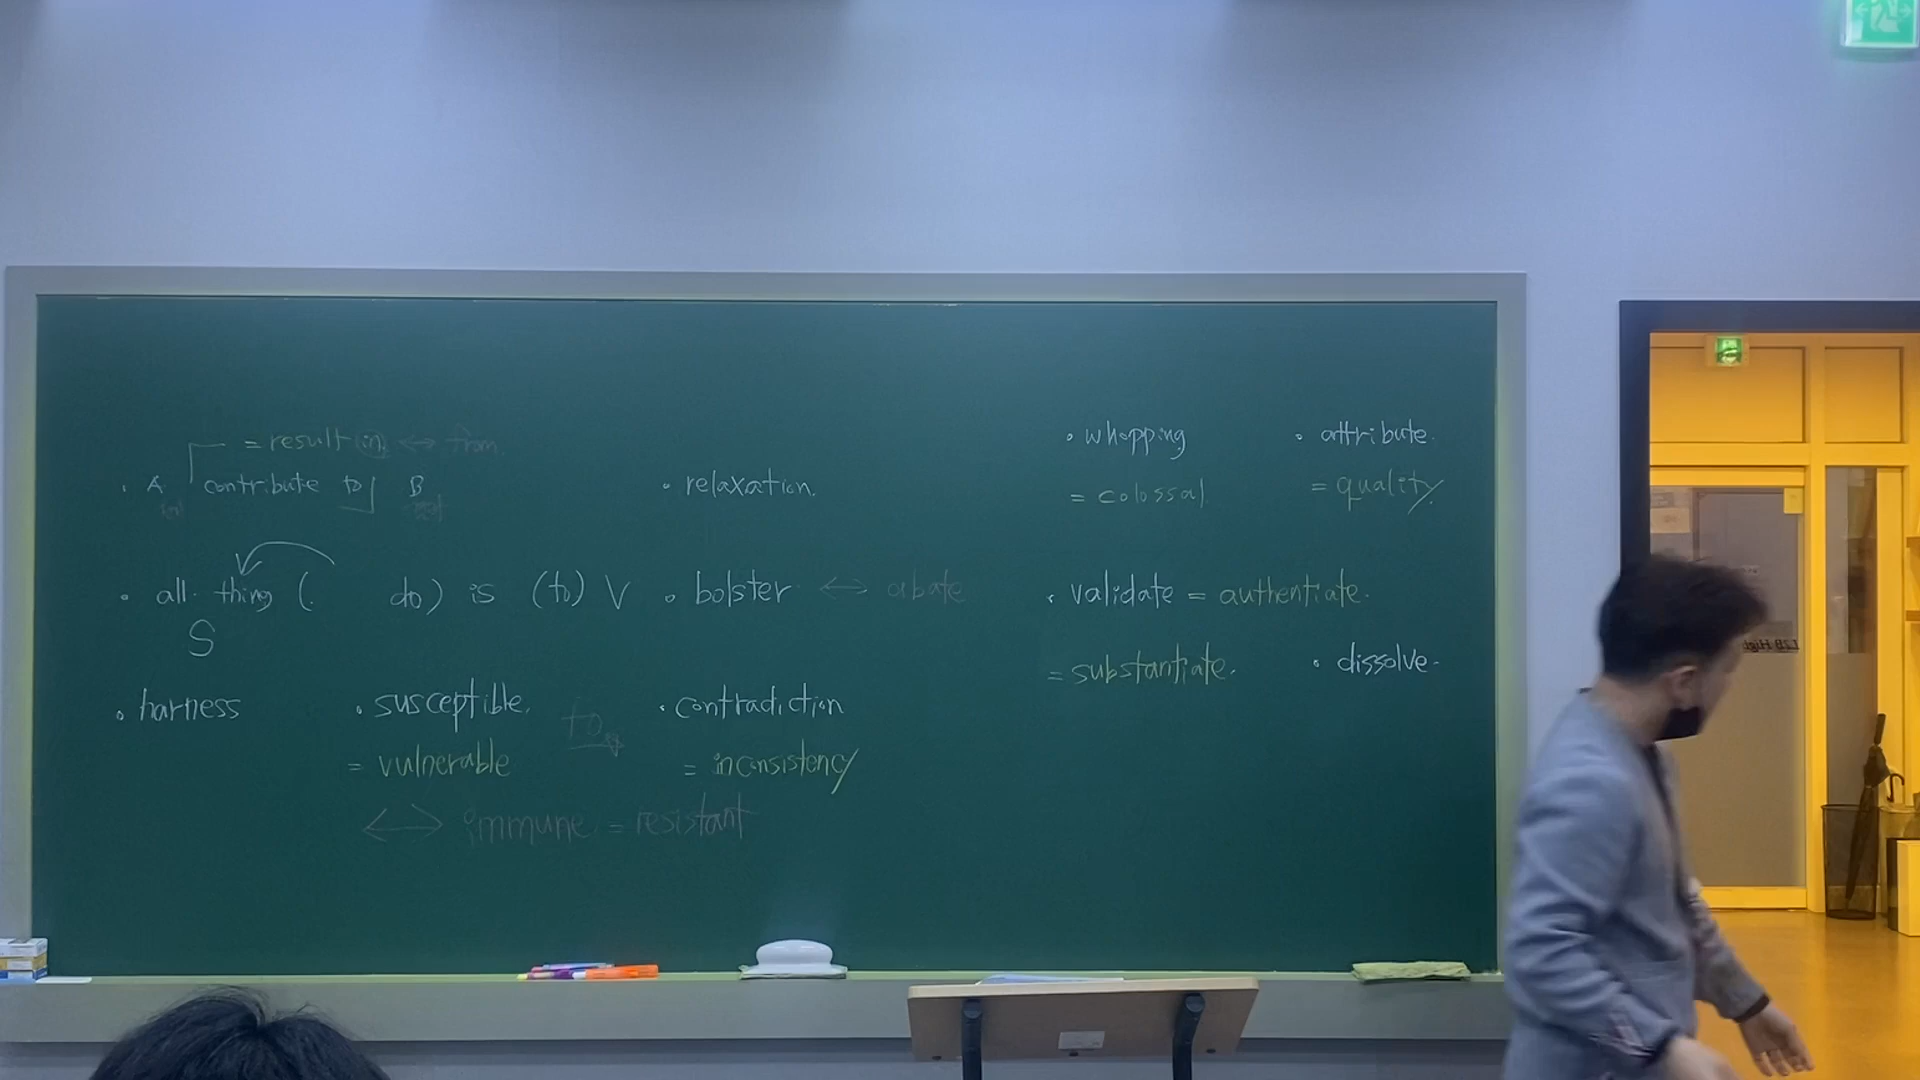 = result in ↔ from
· A contribute to B
· all thing ( do) is (to) V
S
· harness
· susceptible. to
= vulnerable
↔ immune = resistant
· relaxation.
· bolster ↔ abate
· contradiction
= inconsistency
· whopping
= colossal
· attribute.
= quality
· validate = authentiate.
= substantiate.
· dissolve.